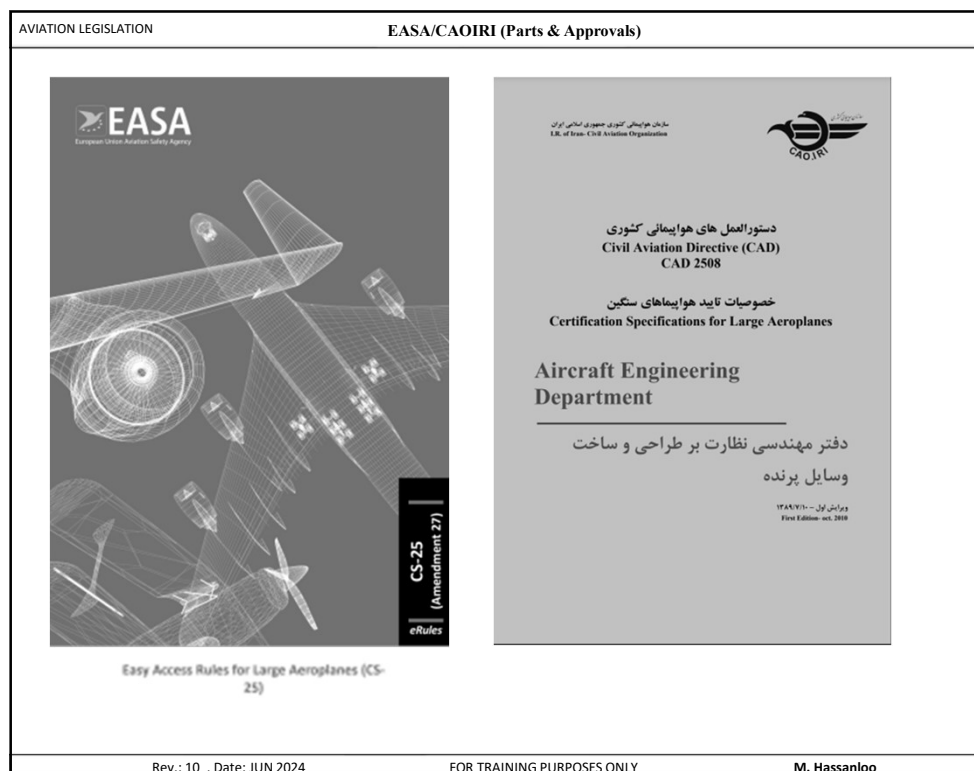 AVIATION LEGISLATION
EASA/CAOIRI (Parts & Approvals)
EASA
European Union Aviation Safety Agency
CS-25
(Amendment 27)
eRules
Easy Access Rules for Large Aeroplanes (CS-
25)
سازمان هواپیمائی کشوری جمهوری اسلامی ایران
I.R. of Iran- Civil Aviation Organization
CAO.IRI
دستورالعمل های هواپیمائی کشوری
Civil Aviation Directive (CAD)
CAD 2508
خصوصیات تایید هواپیماهای سنگین
Certification Specifications for Large Aeroplanes
Aircraft Engineering
Department
دفتر مهندسی نظارت بر طراحی و ساخت
وسایل پرنده
ویرایش اول – ۱۳۸۹/۷/۱۰
First Edition- oct. 2010
Rev.: 10 , Date: JUN 2024
FOR TRAINING PURPOSES ONLY
M. Hassanloo